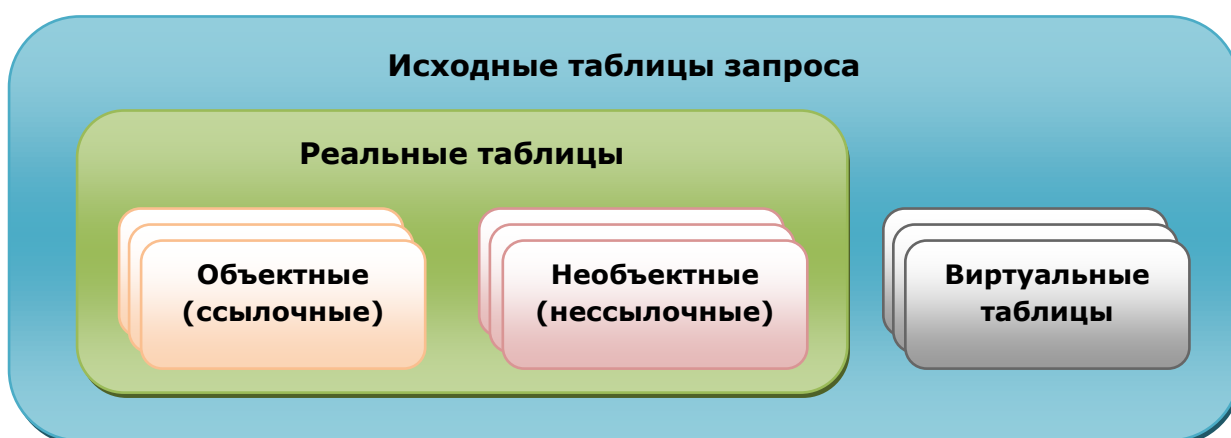 Исходные таблицы запроса
Реальные таблицы
Объектные
(ссылочные)
Необъектные
(нессылочные)
Виртуальные
таблицы